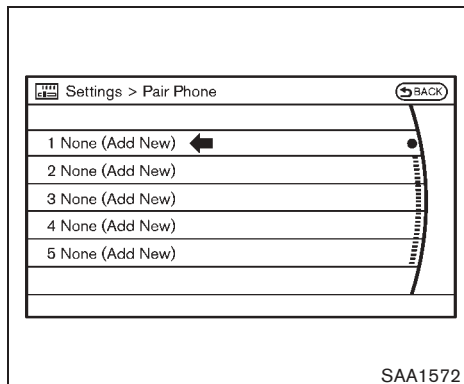 Settings > Pair Phone
BACK
1 None (Add New)
2 None (Add New)
3 None (Add New)
4 None (Add New)
5 None (Add New)
SAA1572